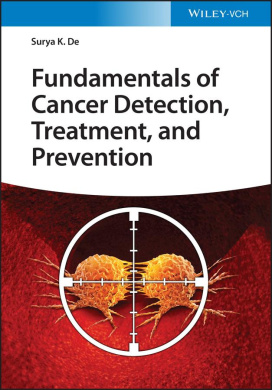 WILEY-VCH
Surya K. De
Fundamentals of
Cancer Detection,
Treatment, and
Prevention